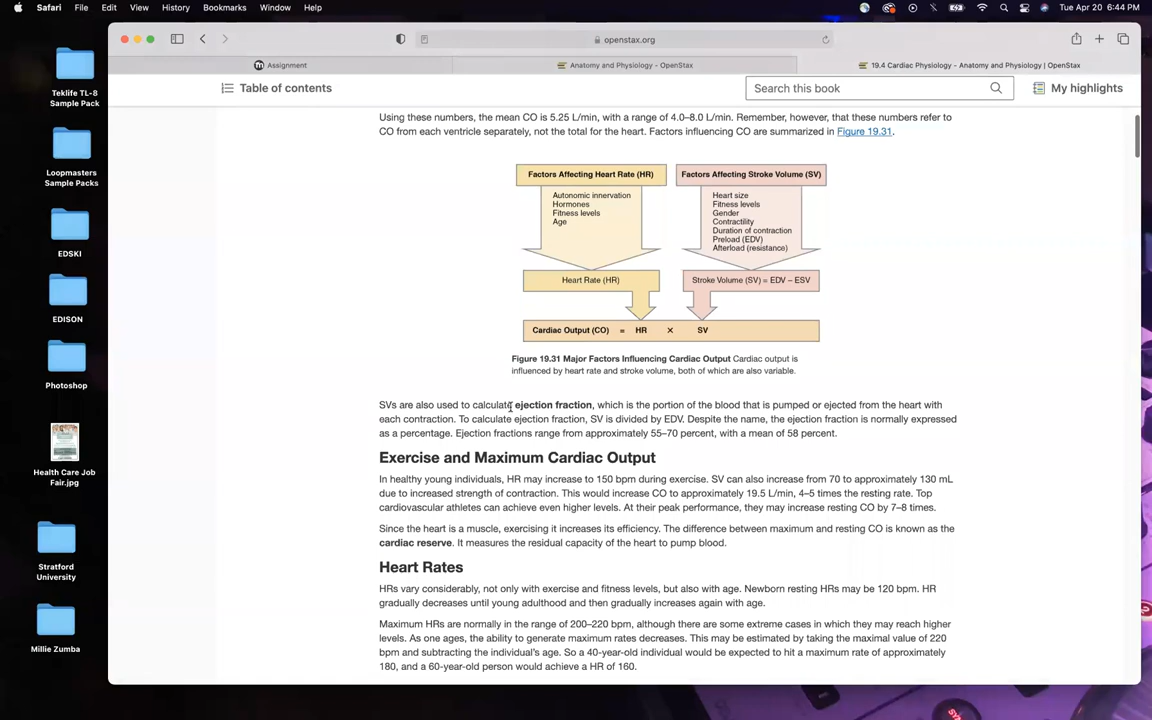 Safari File Edit View History Bookmarks Window Help
Tue Apr 20 6:44 PM
Teklife TL-8
Sample Pack
Loopmasters
Sample Packs
EDSKI
EDISON
Photoshop
Health Care Job
Fair.jpg
Stratford
University
Millie Zumba
openstax.org
Assignment
Anatomy and Physiology - OpenStax
19.4 Cardiac Physiology - Anatomy and Physiology | OpenStax
Table of contents
Search this book
My highlights
Using these numbers, the mean CO is 5.25 L/min, with a range of 4.0–8.0 L/min. Remember, however, that these numbers refer to
CO from each ventricle separately, not the total for the heart. Factors influencing CO are summarized in Figure 19.31.
Factors Affecting Heart Rate (HR)
Autonomic innervation
Hormones
Fitness levels
Age
Factors Affecting Stroke Volume (SV)
Heart size
Fitness levels
Gender
Contractility
Duration of contraction
Preload (EDV)
Afterload (resistance)
Heart Rate (HR)
Stroke Volume (SV) = EDV – ESV
Cardiac Output (CO) = HR × SV
Figure 19.31 Major Factors Influencing Cardiac Output Cardiac output is
influenced by heart rate and stroke volume, both of which are also variable.
SVs are also used to calculate ejection fraction, which is the portion of the blood that is pumped or ejected from the heart with
each contraction. To calculate ejection fraction, SV is divided by EDV. Despite the name, the ejection fraction is normally expressed
as a percentage. Ejection fractions range from approximately 55–70 percent, with a mean of 58 percent.
Exercise and Maximum Cardiac Output
In healthy young individuals, HR may increase to 150 bpm during exercise. SV can also increase from 70 to approximately 130 mL
due to increased strength of contraction. This would increase CO to approximately 19.5 L/min, 4–5 times the resting rate. Top
cardiovascular athletes can achieve even higher levels. At their peak performance, they may increase resting CO by 7–8 times.
Since the heart is a muscle, exercising it increases its efficiency. The difference between maximum and resting CO is known as the
cardiac reserve. It measures the residual capacity of the heart to pump blood.
Heart Rates
HRs vary considerably, not only with exercise and fitness levels, but also with age. Newborn resting HRs may be 120 bpm. HR
gradually decreases until young adulthood and then gradually increases again with age.
Maximum HRs are normally in the range of 200–220 bpm, although there are some extreme cases in which they may reach higher
levels. As one ages, the ability to generate maximum rates decreases. This may be estimated by taking the maximal value of 220
bpm and subtracting the individual's age. So a 40-year-old individual would be expected to hit a maximum rate of approximately
180, and a 60-year-old person would achieve a HR of 160.